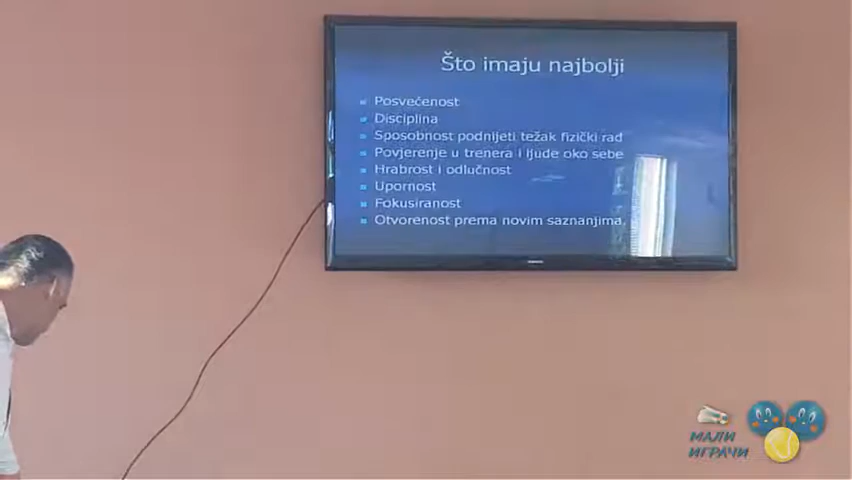 Što imaju najbolji
Posvećenost
Disciplina
Sposobnost podnijeti težak fizički rad
Povjerenje u trenera i ljude oko sebe
Hrabrost i odlučnost
Upornost
Fokusiranost
Otvorenost prema novim saznanjima
МАЛИ
ИГРАЧИ